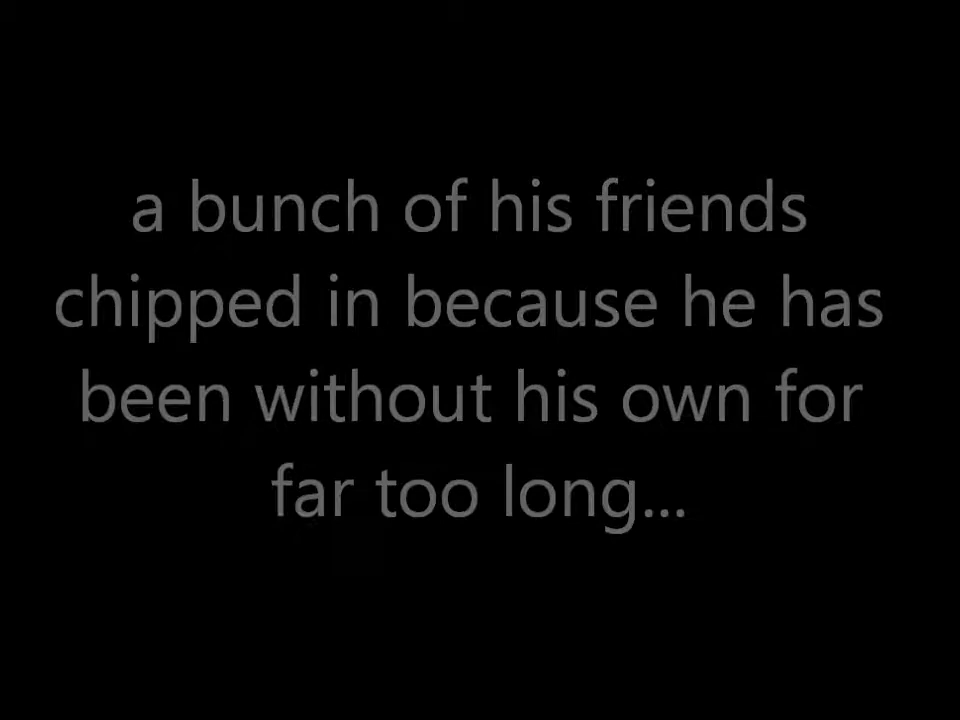 a bunch of his friends
chipped in because he has
been without his own for
far too long...